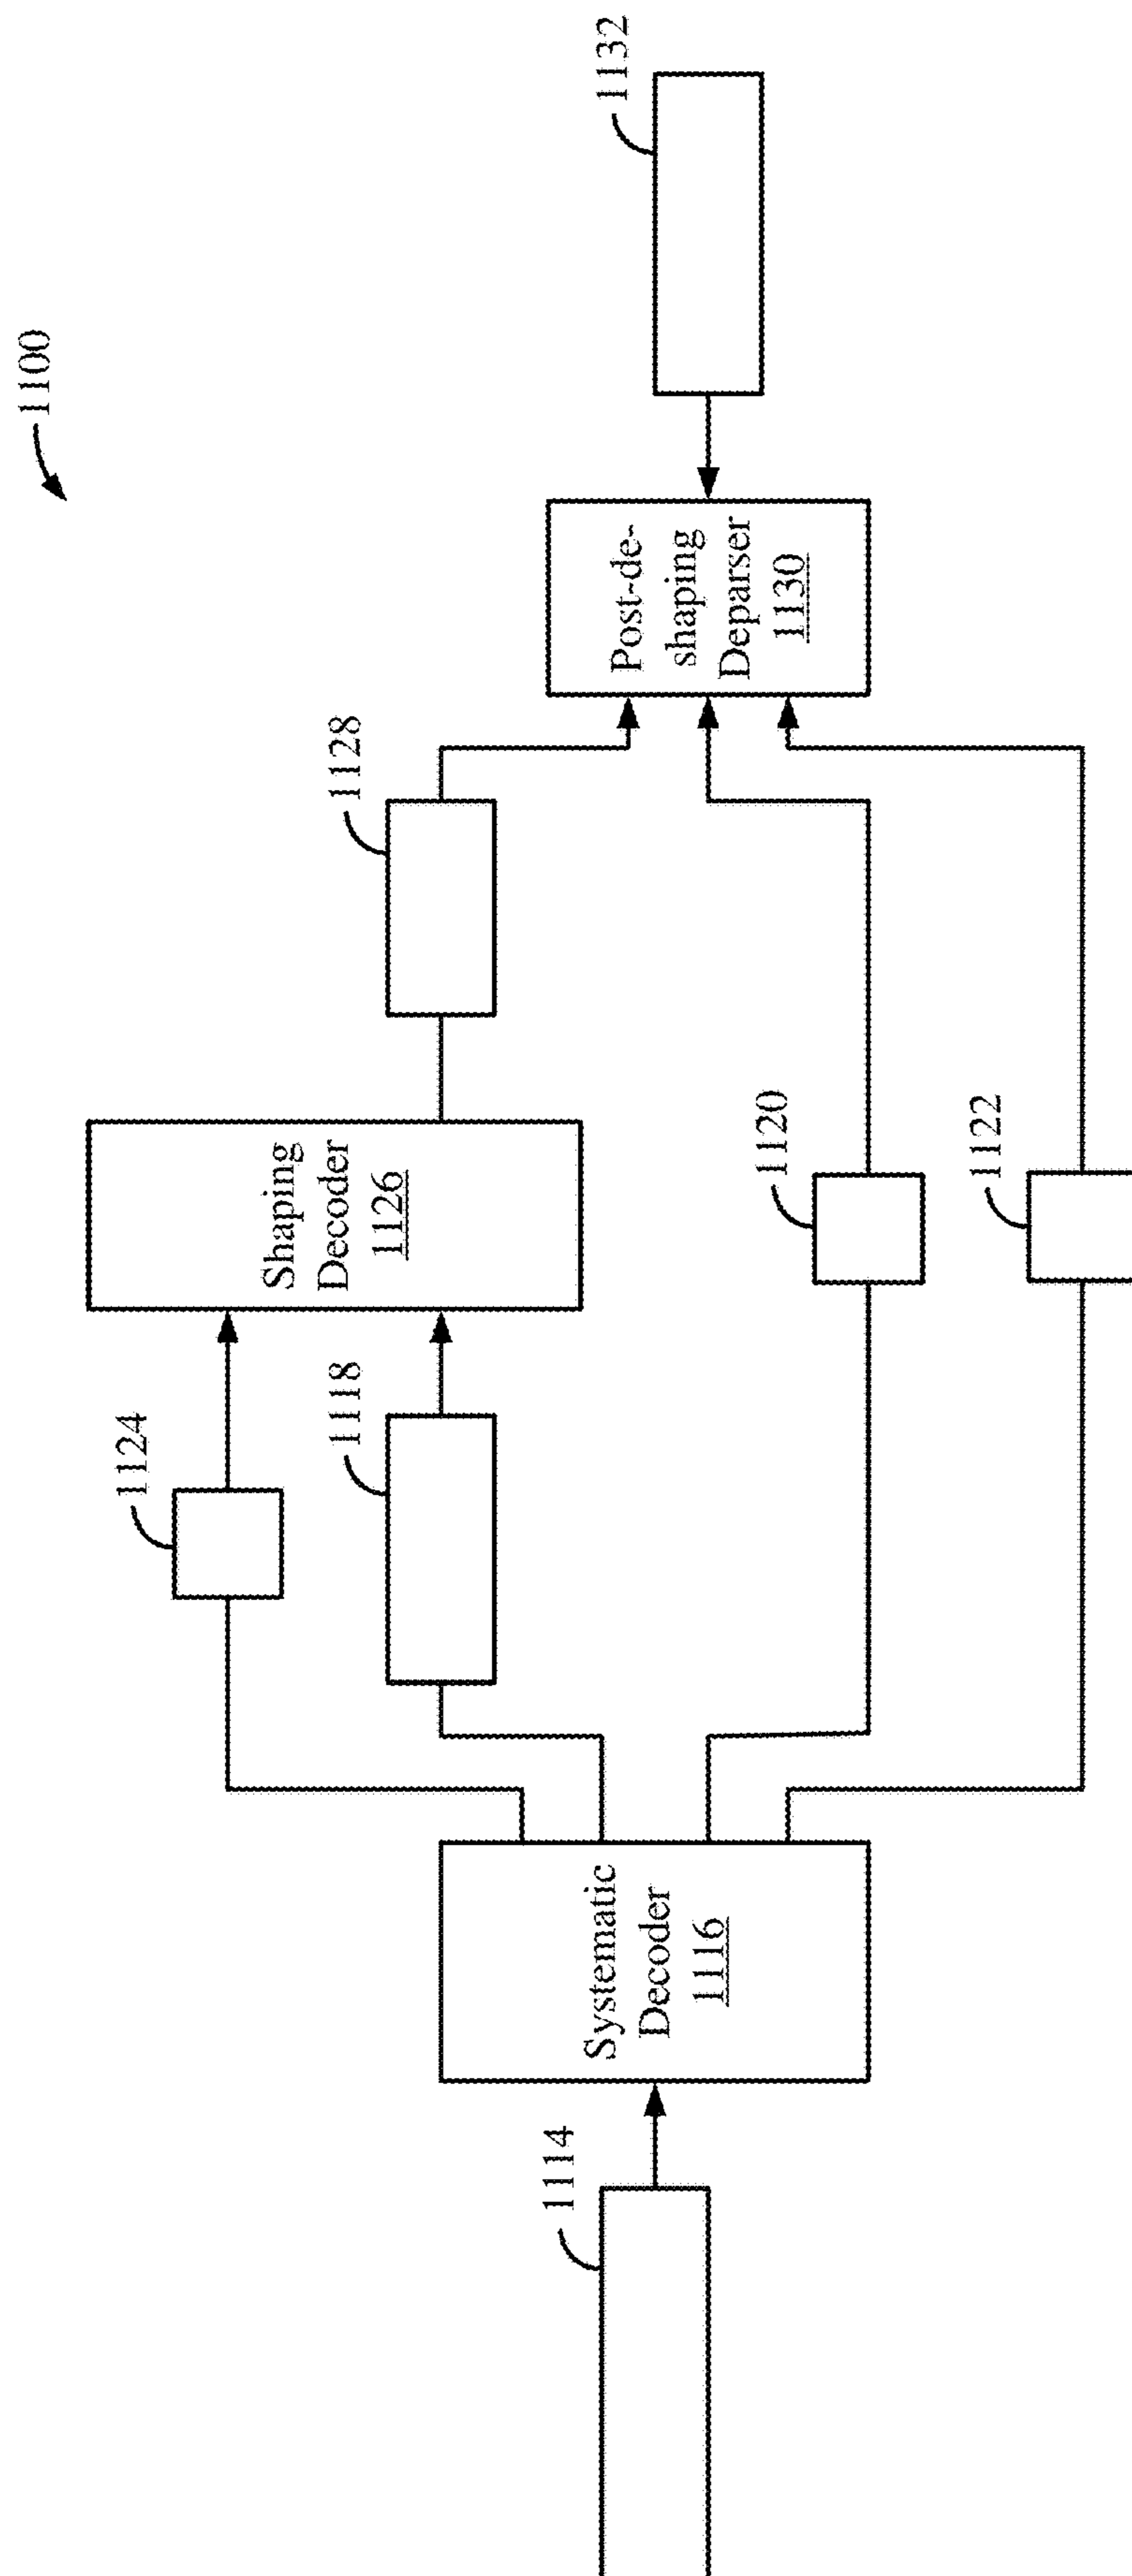 1100
1124
1118
1128
1132
1114
1120
1122
Systematic
Decoder
1116
Shaping
Decoder
1126
Post-de-
shaping
Deparser
1130